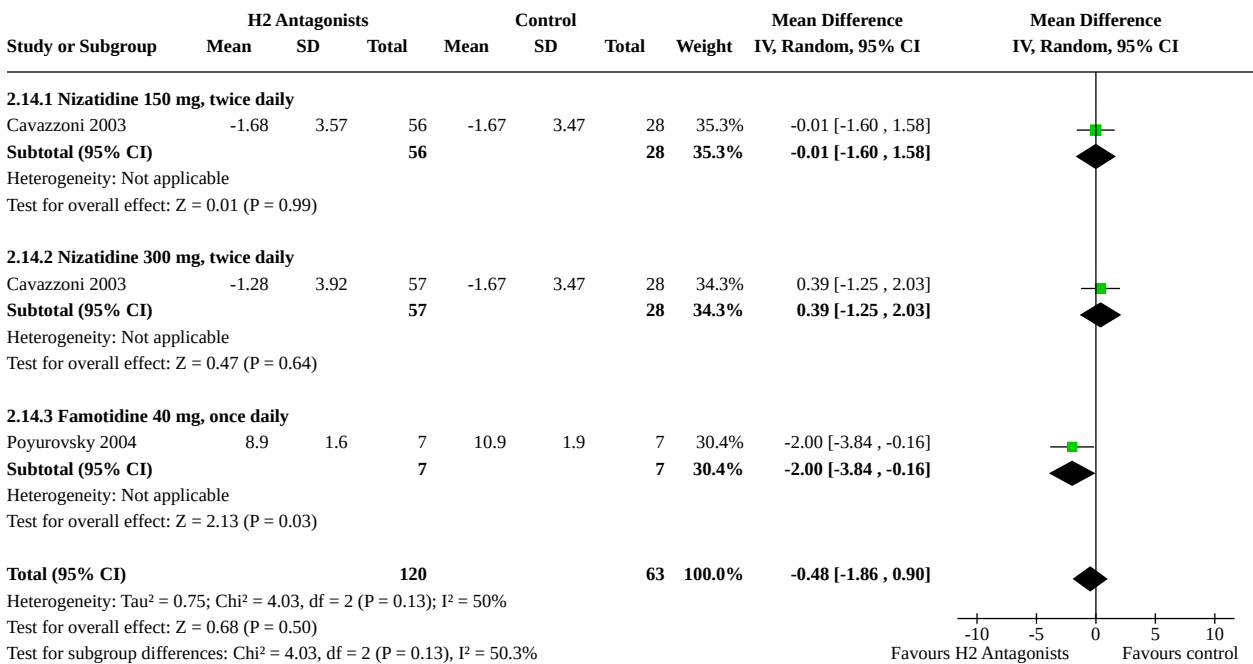 H2 Antagonists Control Mean Difference Mean Difference
Study or Subgroup Mean SD Total Mean SD Total Weight IV, Random, 95% CI IV, Random, 95% CI
2.14.1 Nizatidine 150 mg, twice daily
Cavazzoni 2003 -1.68 3.57 56 -1.67 3.47 28 35.3% -0.01 [-1.60 , 1.58]
Subtotal (95% CI) 56 28 35.3% -0.01 [-1.60 , 1.58]
Heterogeneity: Not applicable
Test for overall effect: Z = 0.01 (P = 0.99)
2.14.2 Nizatidine 300 mg, twice daily
Cavazzoni 2003 -1.28 3.92 57 -1.67 3.47 28 34.3% 0.39 [-1.25 , 2.03]
Subtotal (95% CI) 57 28 34.3% 0.39 [-1.25 , 2.03]
Heterogeneity: Not applicable
Test for overall effect: Z = 0.47 (P = 0.64)
2.14.3 Famotidine 40 mg, once daily
Poyurovsky 2004 8.9 1.6 7 10.9 1.9 7 30.4% -2.00 [-3.84 , -0.16]
Subtotal (95% CI) 7 7 30.4% -2.00 [-3.84 , -0.16]
Heterogeneity: Not applicable
Test for overall effect: Z = 2.13 (P = 0.03)
Total (95% CI) 120 63 100.0% -0.48 [-1.86 , 0.90]
Heterogeneity: Tau² = 0.75; Chi² = 4.03, df = 2 (P = 0.13); I² = 50%
Test for overall effect: Z = 0.68 (P = 0.50)
-10 -5 0 5 10
Test for subgroup differences: Chi² = 4.03, df = 2 (P = 0.13), I² = 50.3%
Favours H2 Antagonists Favours control